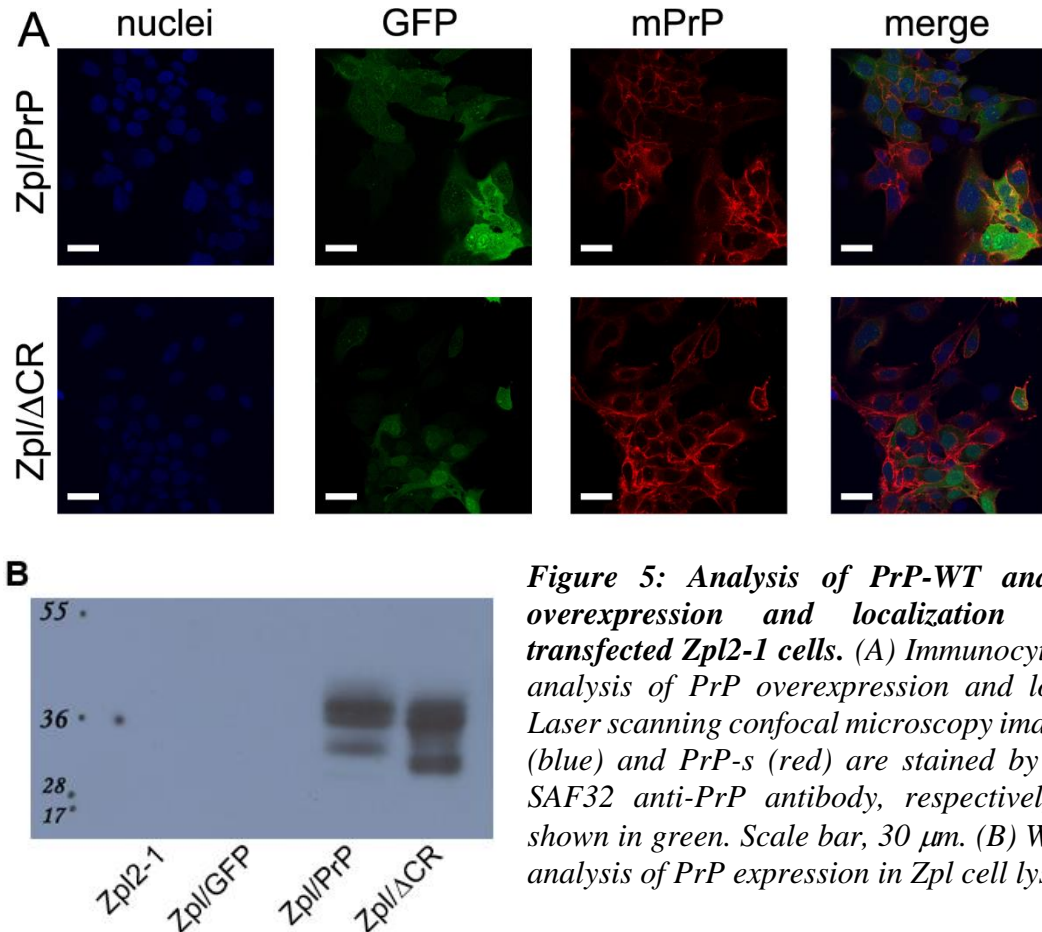 A
nuclei GFP mPrP merge
Zpl/PrP
Zpl/ΔCR
B
55
36
28
17
Zpl2-1 Zpl/GFP Zpl/PrP Zpl/ΔCR
Figure 5: Analysis of PrP-WT and
overexpression and localization
transfected Zpl2-1 cells. (A) Immunocy
analysis of PrP overexpression and lo
Laser scanning confocal microscopy ima
(blue) and PrP-s (red) are stained by
SAF32 anti-PrP antibody, respectivel
shown in green. Scale bar, 30 μm. (B) W
analysis of PrP expression in Zpl cell lys